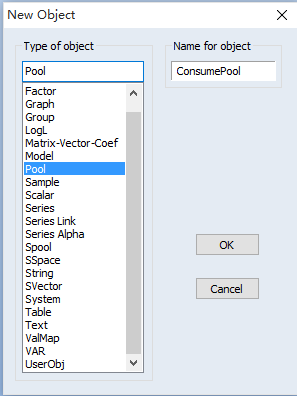 New Object
Type of object
Name for object
Pool
ConsumePool
Factor
Graph
Group
LogL
Matrix-Vector-Coef
Model
Pool
Sample
Scalar
Series
Series Link
Series Alpha
Spool
SSpace
String
SVector
System
Table
Text
ValMap
VAR
UserObj
OK
Cancel